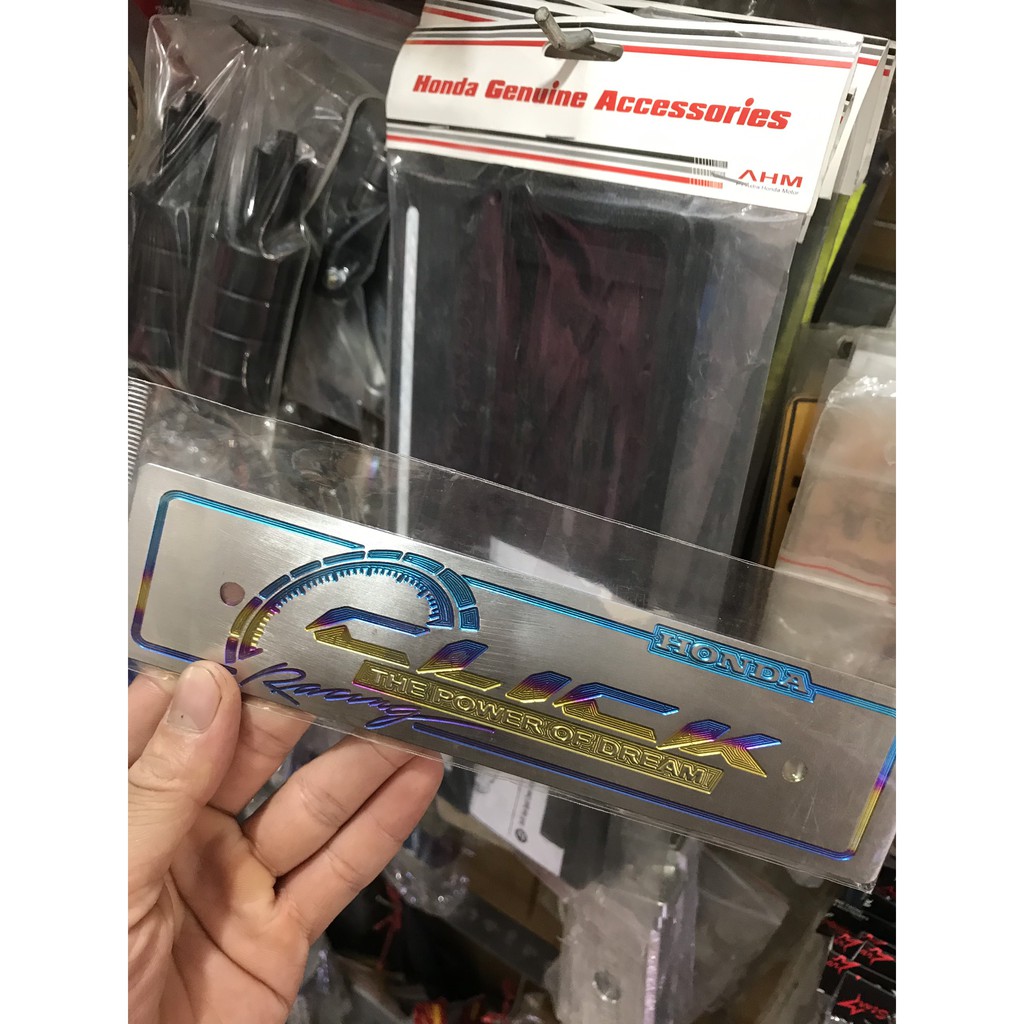 Honda Genuine Accessories
AHM
HONDA
CLICK
THE POWER OF DREAM
Racing